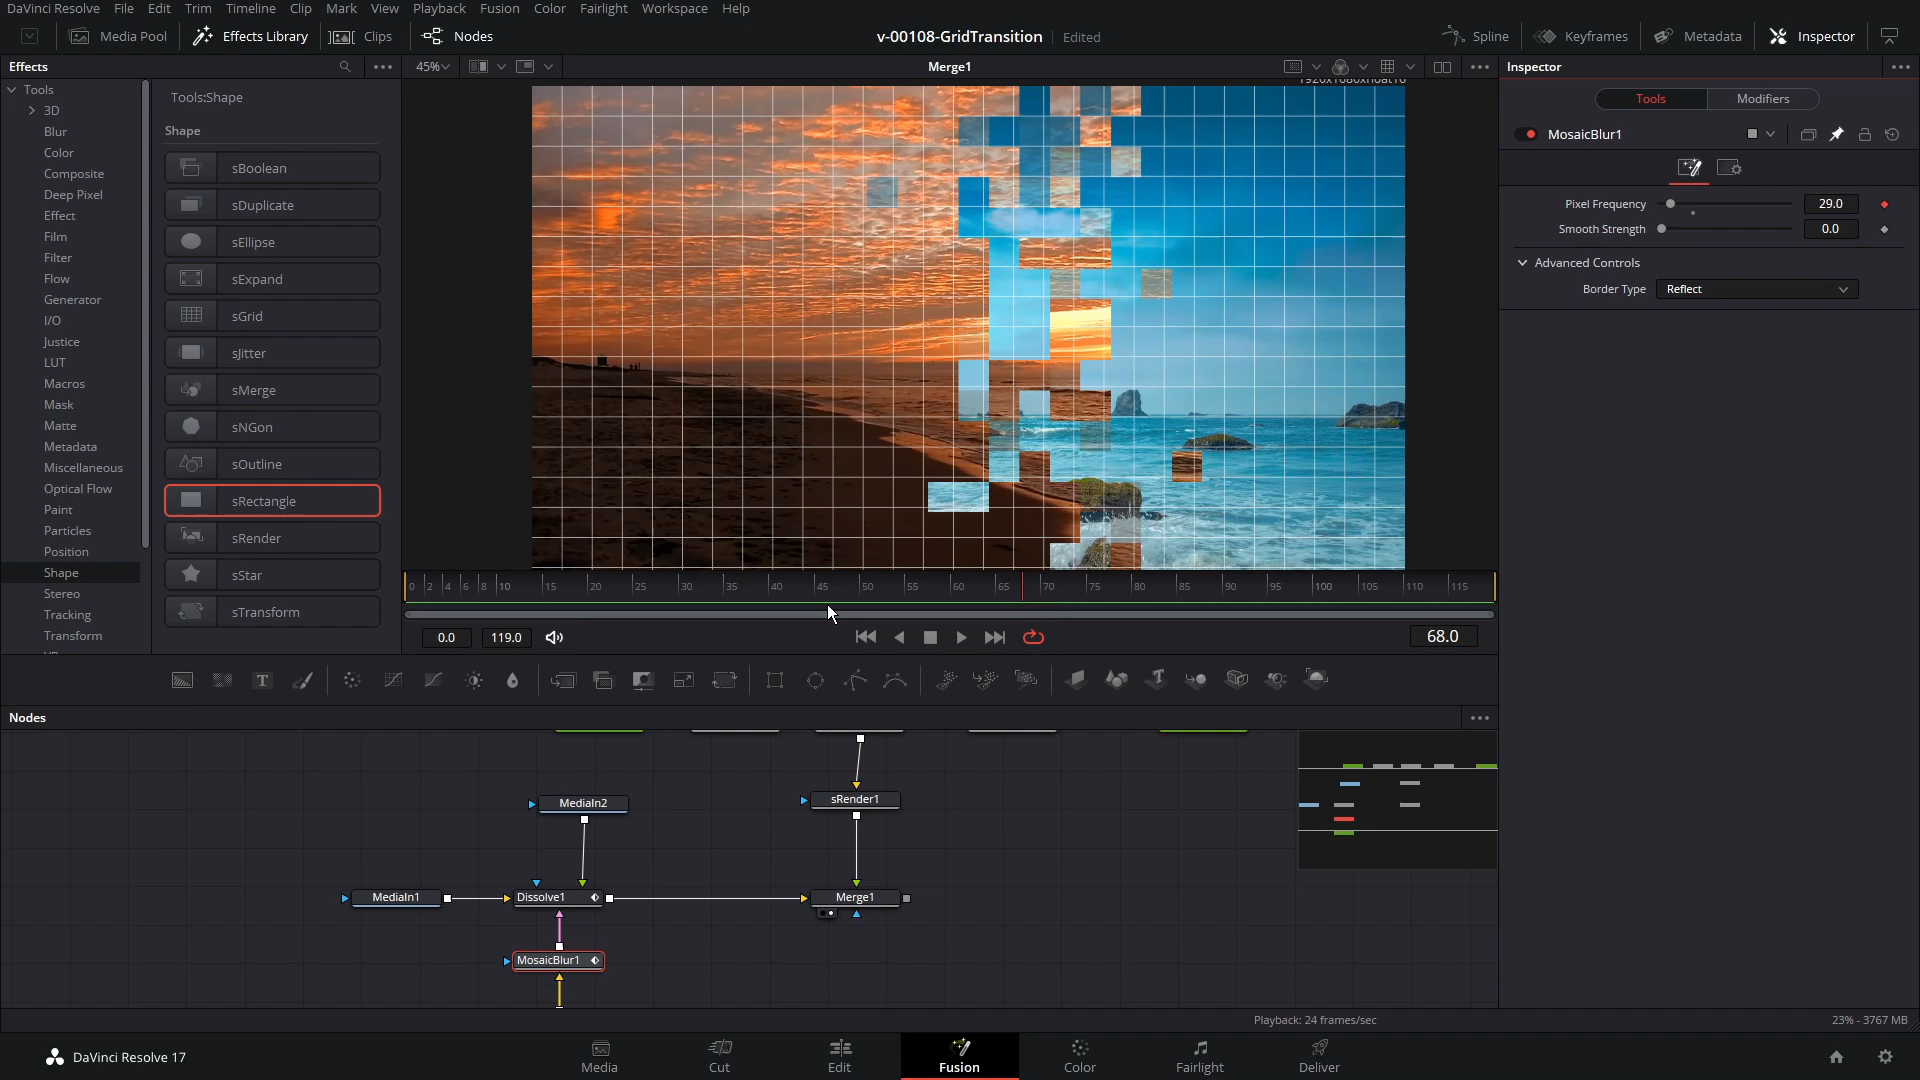 DaVinci Resolve File Edit Trim Timeline Clip Mark View Playback Fusion Color Fairlight Workspace Help
Media Pool Effects Library Clips Nodes v-00108-GridTransition Edited Spline Keyframes Metadata Inspector
Effects 45% Merge1 Inspector
Tools
3D
Blur
Color
Composite
Deep Pixel
Effect
Film
Filter
Flow
Generator
I/O
Justice
LUT
Macros
Mask
Matte
Metadata
Miscellaneous
Optical Flow
Paint
Particles
Position
Shape
Stereo
Tracking
Transform
Tools:Shape
Shape
sBoolean
sDuplicate
sEllipse
sExpand
sGrid
sJitter
sMerge
sNGon
sOutline
sRectangle
sRender
sStar
sTransform
0 2 4 6 8 10 15 20 25 30 35 40 45 50 55 60 65 70 75 80 85 90 95 100 105 110 115
0.0 119.0 68.0
Tools Modifiers
MosaicBlur1
Pixel Frequency 29.0
Smooth Strength 0.0
Advanced Controls
Border Type Reflect
Nodes
MediaIn2
sRender1
MediaIn1 Dissolve1 Merge1
MosaicBlur1
Playback: 24 frames/sec 23% - 3767 MB
DaVinci Resolve 17 Media Cut Edit Fusion Color Fairlight Deliver